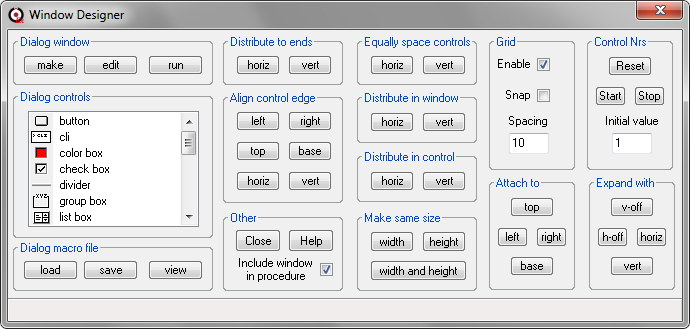 Window Designer
Dialog window
make edit run
Dialog controls
button
cli
color box
check box
divider
group box
list box
Dialog macro file
load save view
Distribute to ends
horiz vert
Align control edge
left right
top base
horiz vert
Other
Close Help
Include window
in procedure
Equally space controls
horiz vert
Distribute in window
horiz vert
Distribute in control
horiz vert
Make same size
width height
width and height
Grid
Enable
Snap
Spacing
10
Attach to
top
left right
base
Control Nrs
Reset
Start Stop
Initial value
1
Expand with
v-off
h-off horiz
vert